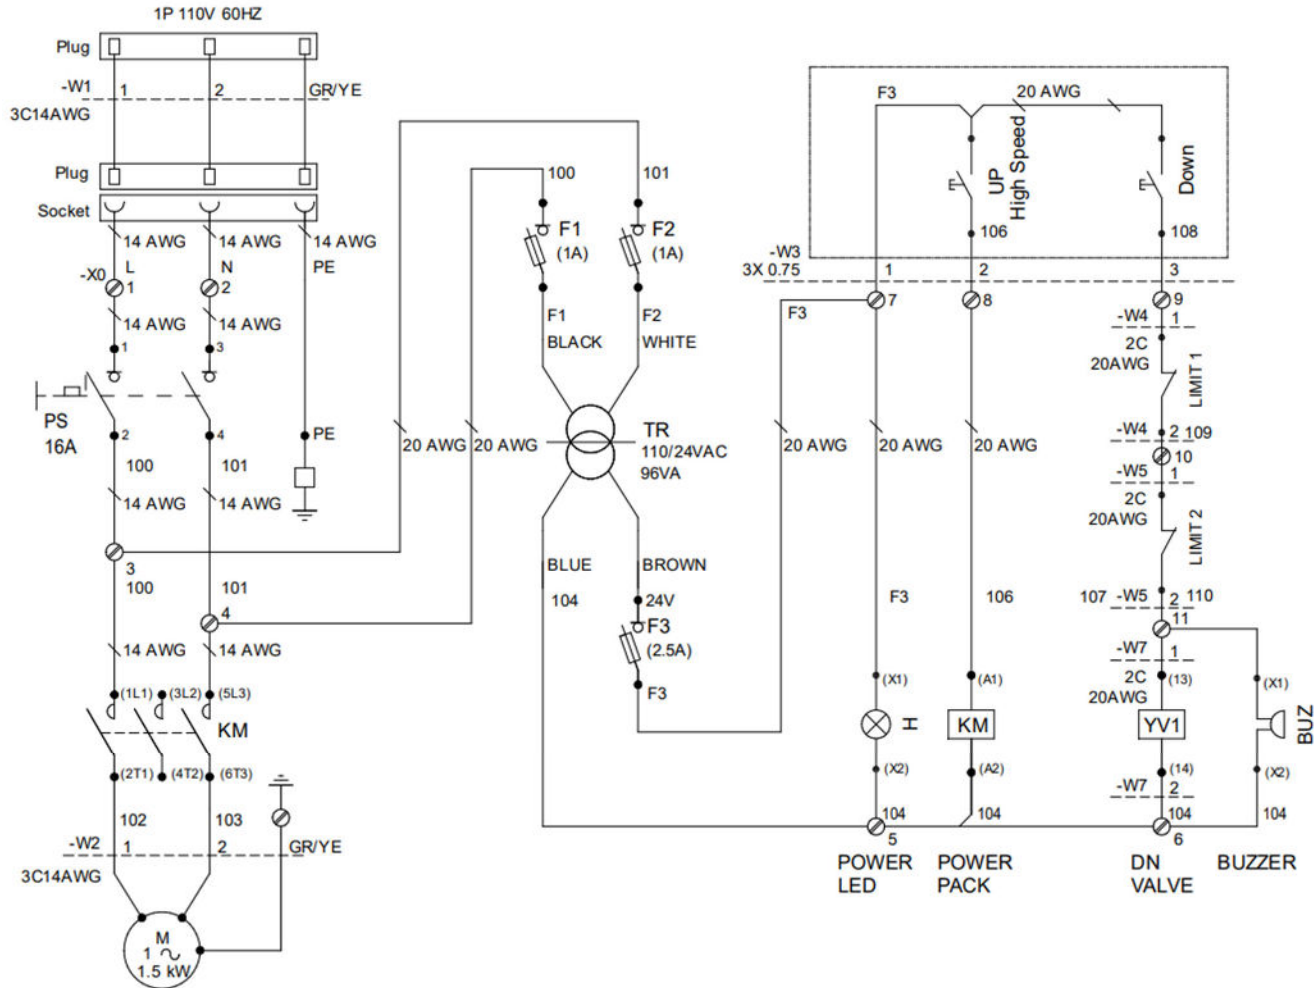 1P 110V 60HZ
Plug
-W1 1 2 GR/YE
3C14AWG
Plug
Socket
14 AWG 14 AWG 14 AWG
-X0 L N PE
1 2
14 AWG 14 AWG
1 3
PS
16A
2 4 PE
100 101
14 AWG 14 AWG
3
100 101
4
14 AWG 14 AWG
(1L1) (3L2) (5L3)
KM
(2T1) (4T2) (6T3)
102 103
-W2 1 2 GR/YE
3C14AWG
M
1
1.5 kW
20 AWG 20 AWG
100 101
F1 F2
(1A) (1A)
F1 F2
BLACK WHITE
TR
110/24VAC
96VA
BLUE BROWN
104 24V
F3
(2.5A)
F3
F3 20 AWG
UP
High Speed
Down
106 108
-W3
3X 0.75 1 2 3
7 8 9
F3
-W4 1
2C
20AWG
LIMIT 1
20 AWG 20 AWG 20 AWG
-W4 2 109
10
-W5 1
2C
20AWG
LIMIT 2
F3 106 107 -W5 2 110
11
-W7 1
(X1) (A1) 2C (13) (X1)
20AWG
H KM YV1 BUZ
(X2) (A2) (14) (X2)
-W7 2
104 104 104 104
5 6
POWER
LED
POWER
PACK
DN
VALVE
BUZZER